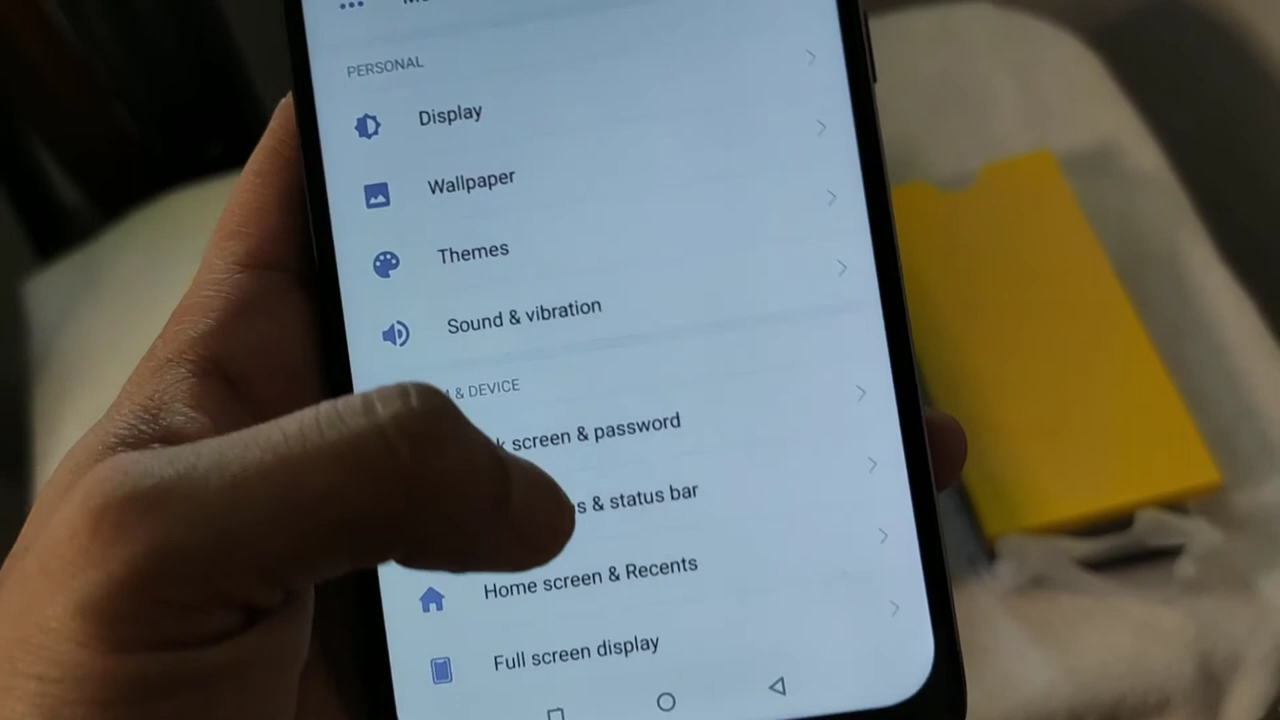 PERSONAL
Display
Wallpaper
Themes
Sound & vibration
& DEVICE
screen & password
& status bar
Home screen & Recents
Full screen display